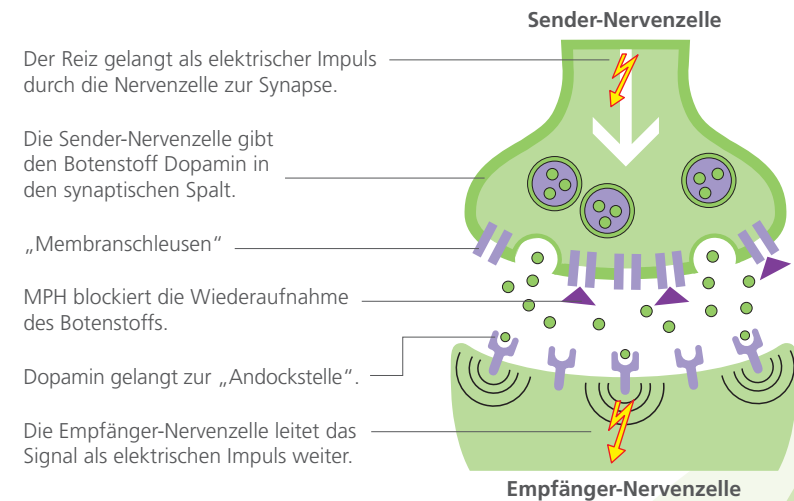 Sender-Nervenzelle
Der Reiz gelangt als elektrischer Impuls
durch die Nervenzelle zur Synapse.
Die Sender-Nervenzelle gibt
den Botenstoff Dopamin in
den synaptischen Spalt.
„Membranschleusen“
MPH blockiert die Wiederaufnahme
des Botenstoffs.
Dopamin gelangt zur „Andockstelle“.
Die Empfänger-Nervenzelle leitet das
Signal als elektrischen Impuls weiter.
Empfänger-Nervenzelle